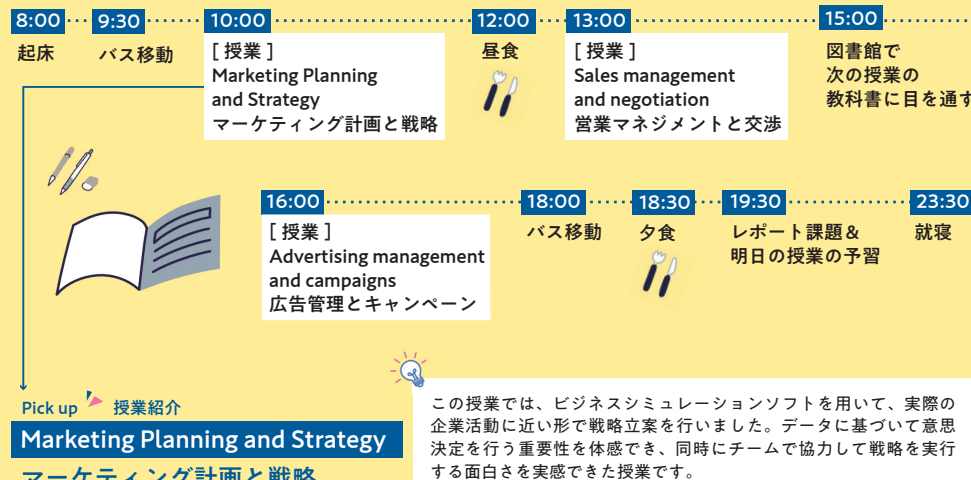 8:00 9:30 10:00 12:00 13:00 15:00
起床
バス移動
[ 授業 ]
Marketing Planning
and Strategy
マーケティング計画と戦略
昼食
[ 授業 ]
Sales management
and negotiation
営業マネジメントと交渉
図書館で
次の授業の
教科書に目を通す
16:00 18:00 18:30 19:30 23:30
[ 授業 ]
Advertising management
and campaigns
広告管理とキャンペーン
バス移動
夕食
レポート課題＆
明日の授業の予習
就寝
Pick up 授業紹介
Marketing Planning and Strategy
マーケティング計画と戦略
この授業では、ビジネスシミュレーションソフトを用いて、実際の
企業活動に近い形で戦略立案を行いました。データに基づいて意思
決定を行う重要性を体感でき、同時にチームで協力して戦略を実行
する面白さを実感できた授業です。